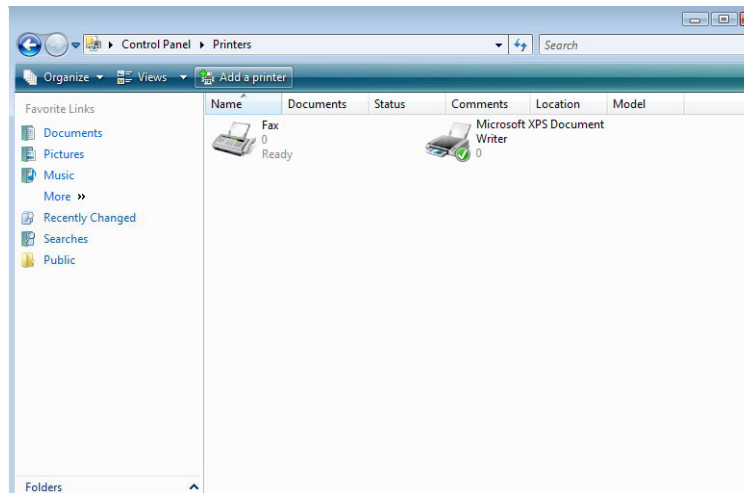 Control Panel Printers
Search
Organize Views Add a printer
Favorite Links
Documents
Pictures
Music
More
Recently Changed
Searches
Public
Folders
Name Documents Status Comments Location Model
Fax
0
Ready
Microsoft XPS Document
Writer
0